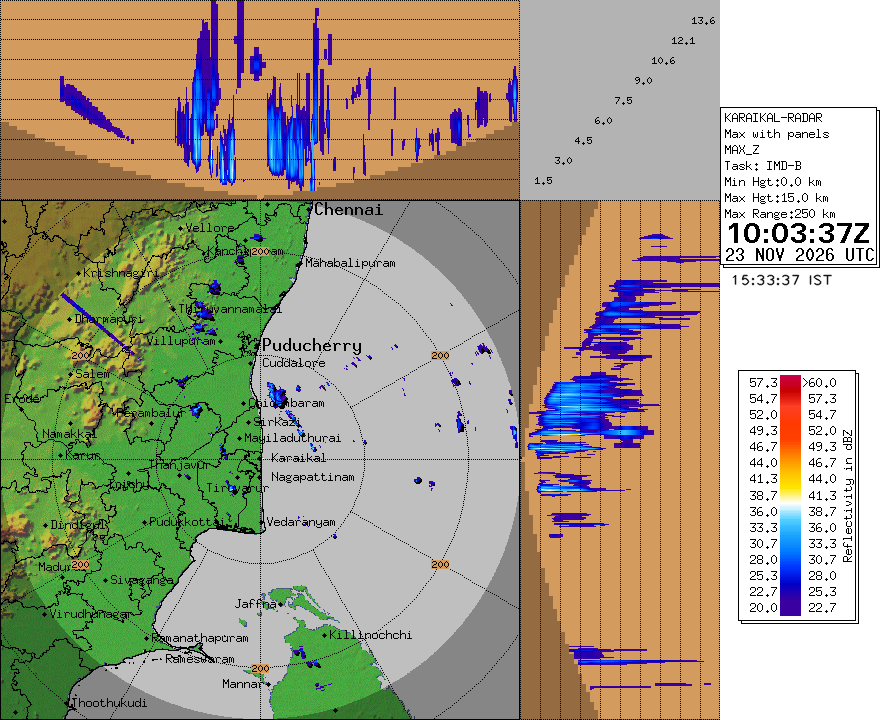 13.6
12.1
10.6
9.0
7.5
6.0
4.5
3.0
1.5
KARAIKAL-RADAR
Max with panels
MAX_Z
Task: IMD-B
Min Hgt:0.0 km
Max Hgt:15.0 km
Max Range:250 km
10:03:37Z
23 NOV 2026 UTC
15:33:37 IST
Chennai
Vellore
200
Mahabalipuram
Krishnagiri
Thiruvannamalai
Dharmapuri
Villupuram
Puducherry
200
200
Cuddalore
Salem
Erode
Perambalur
Chidambaram
Sirkazi
Namakkal
Mayiladuthurai
Karur
Karaikal
Thanjavur
Nagapattinam
Tiruvarur
Dindigul
Pudukkottai
Vedaranyam
200
200
Madurai
Sivaganga
Jaffna
Virudhunagar
Ramanathapuram
Killinochchi
Rameswaram
200
Mannar
Thoothukudi
57.3 >60.0
54.7 57.3
52.0 54.7
49.3 52.0
46.7 49.3
44.0 46.7
41.3 44.0
38.7 41.3
36.0 38.7
33.3 36.0
30.7 33.3
28.0 30.7
25.3 28.0
22.7 25.3
20.0 22.7
Reflectivity in dBZ